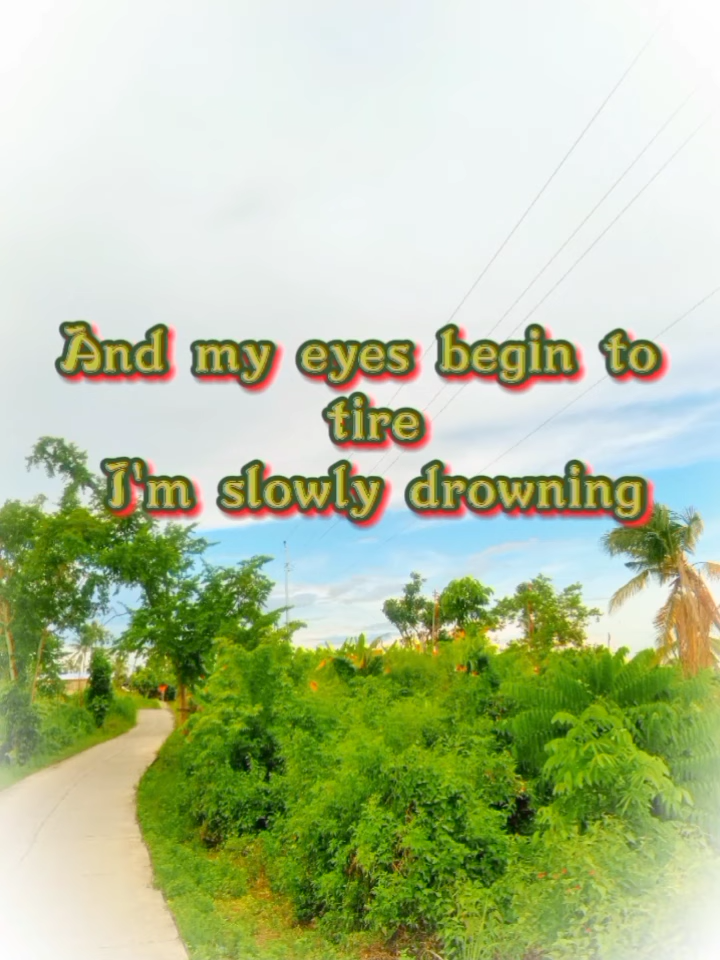 And my eyes begin to
tire
I'm slowly drowning